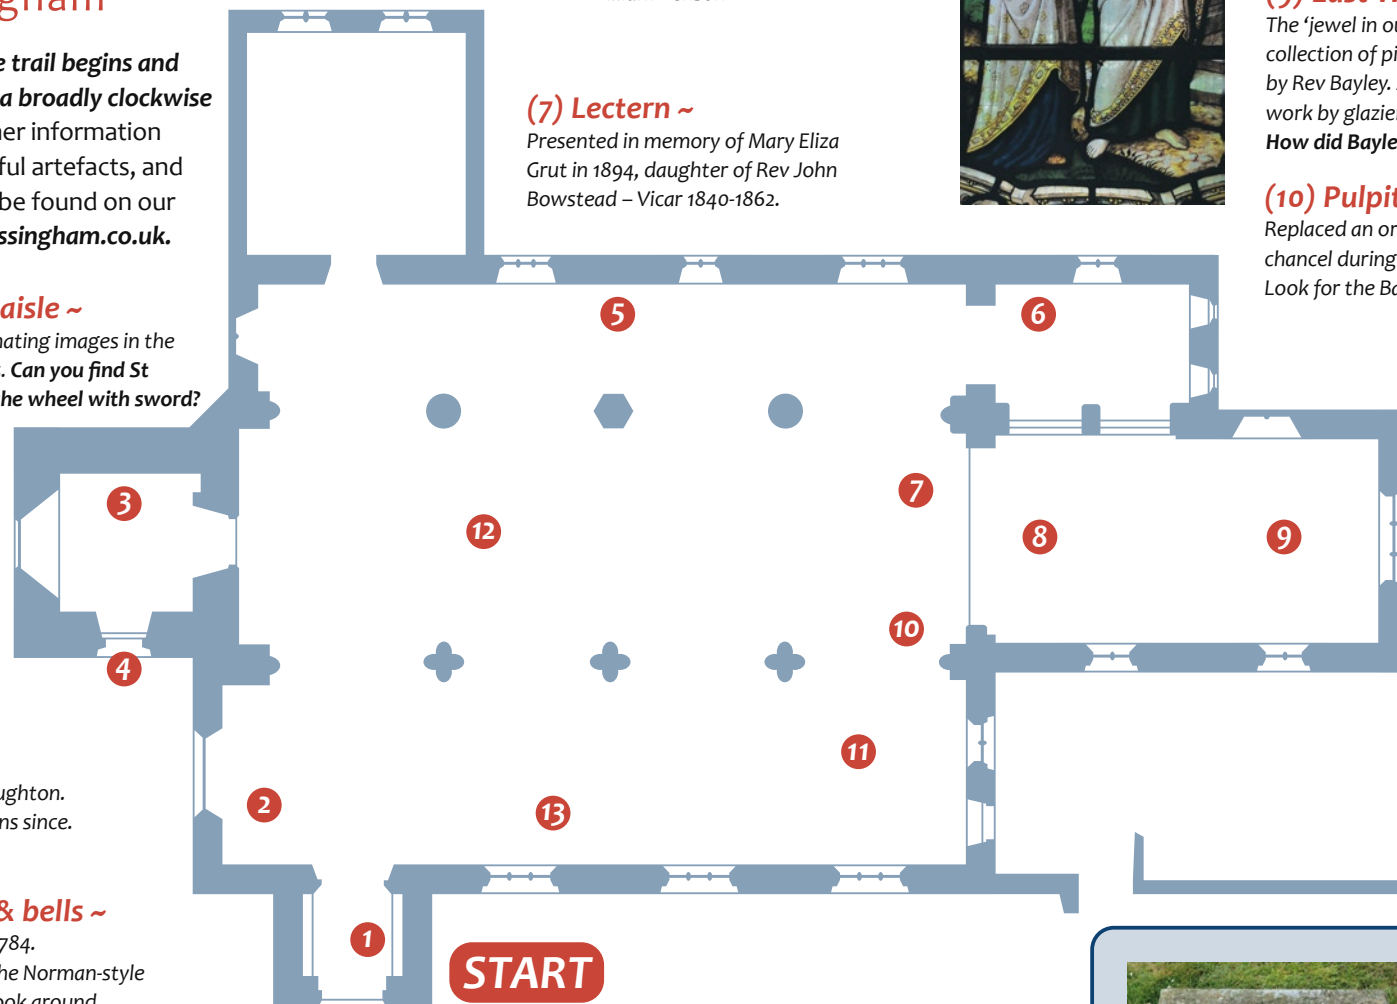 gham
e trail begins and
a broadly clockwise
her information
ful artefacts, and
be found on our
ssingham.co.uk.
aisle ~
nating images in the
. Can you find St
he wheel with sword?
ughton.
ns since.
& bells ~
784.
he Norman-style
ook around
(7) Lectern ~
Presented in memory of Mary Eliza
Grut in 1894, daughter of Rev John
Bowstead – Vicar 1840-1862.
The ‘jewel in ou
collection of pi
by Rev Bayley.
work by glazie
How did Bayle
(10) Pulpit
Replaced an or
chancel during
Look for the Ba
5
6
3
7
12
8
9
10
4
11
2
13
1
START